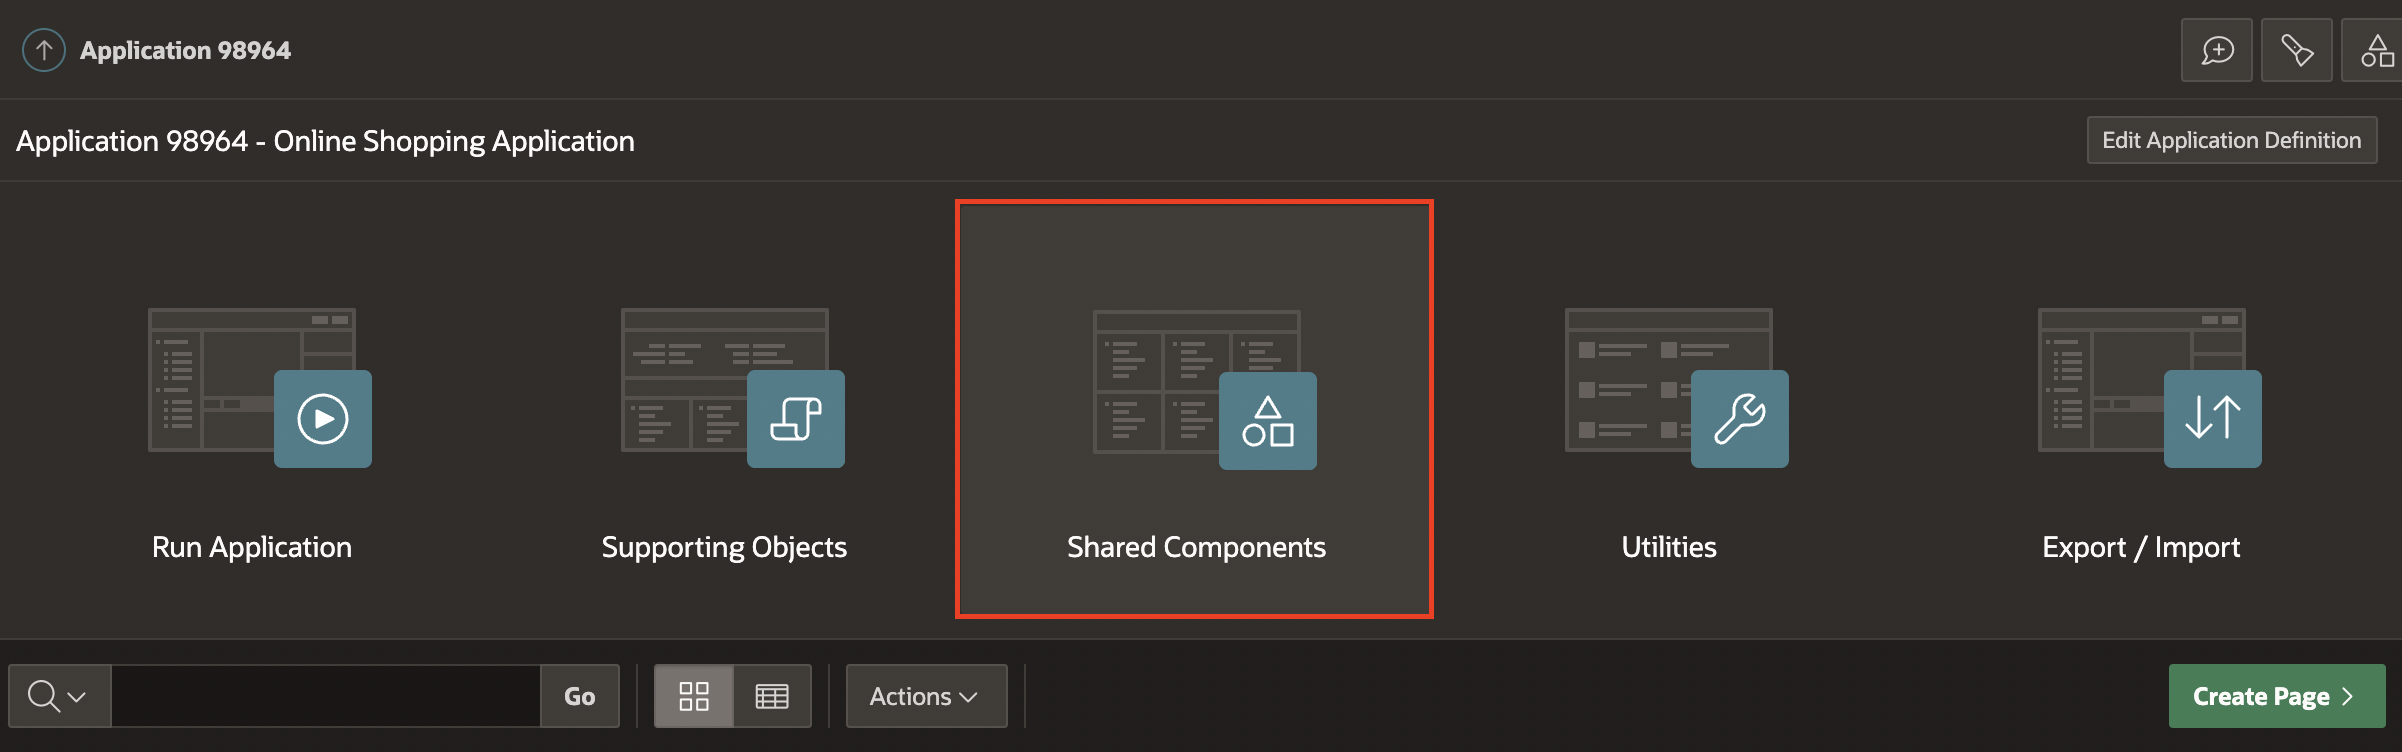 Application 98964
Application 98964 - Online Shopping Application
Edit Application Definition
Run Application
Supporting Objects
Shared Components
Utilities
Export / Import
Go
Actions
Create Page